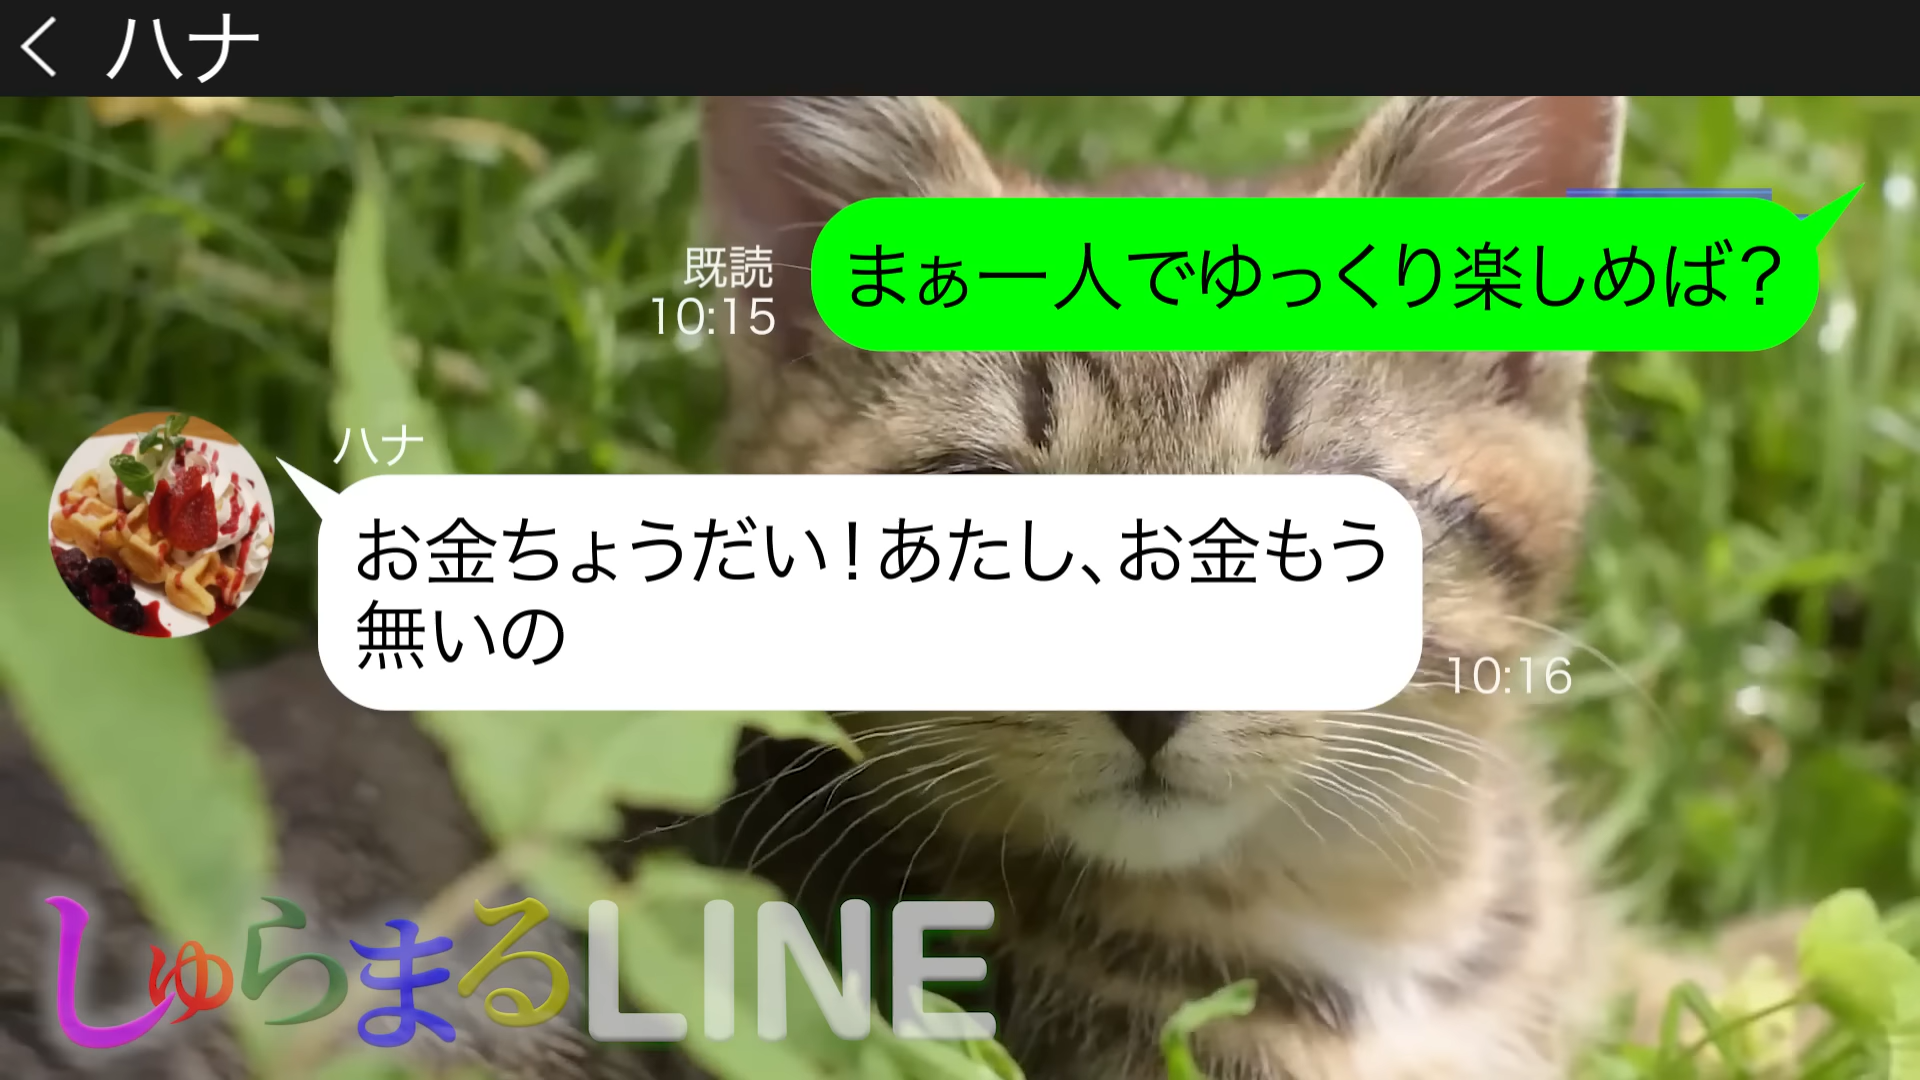 ハナ
まぁ一人でゆっくり楽しめば？
既読
10:15
ハナ
お金ちょうだい！あたし、お金もう
無いの
10:16
しゅらまるLINE